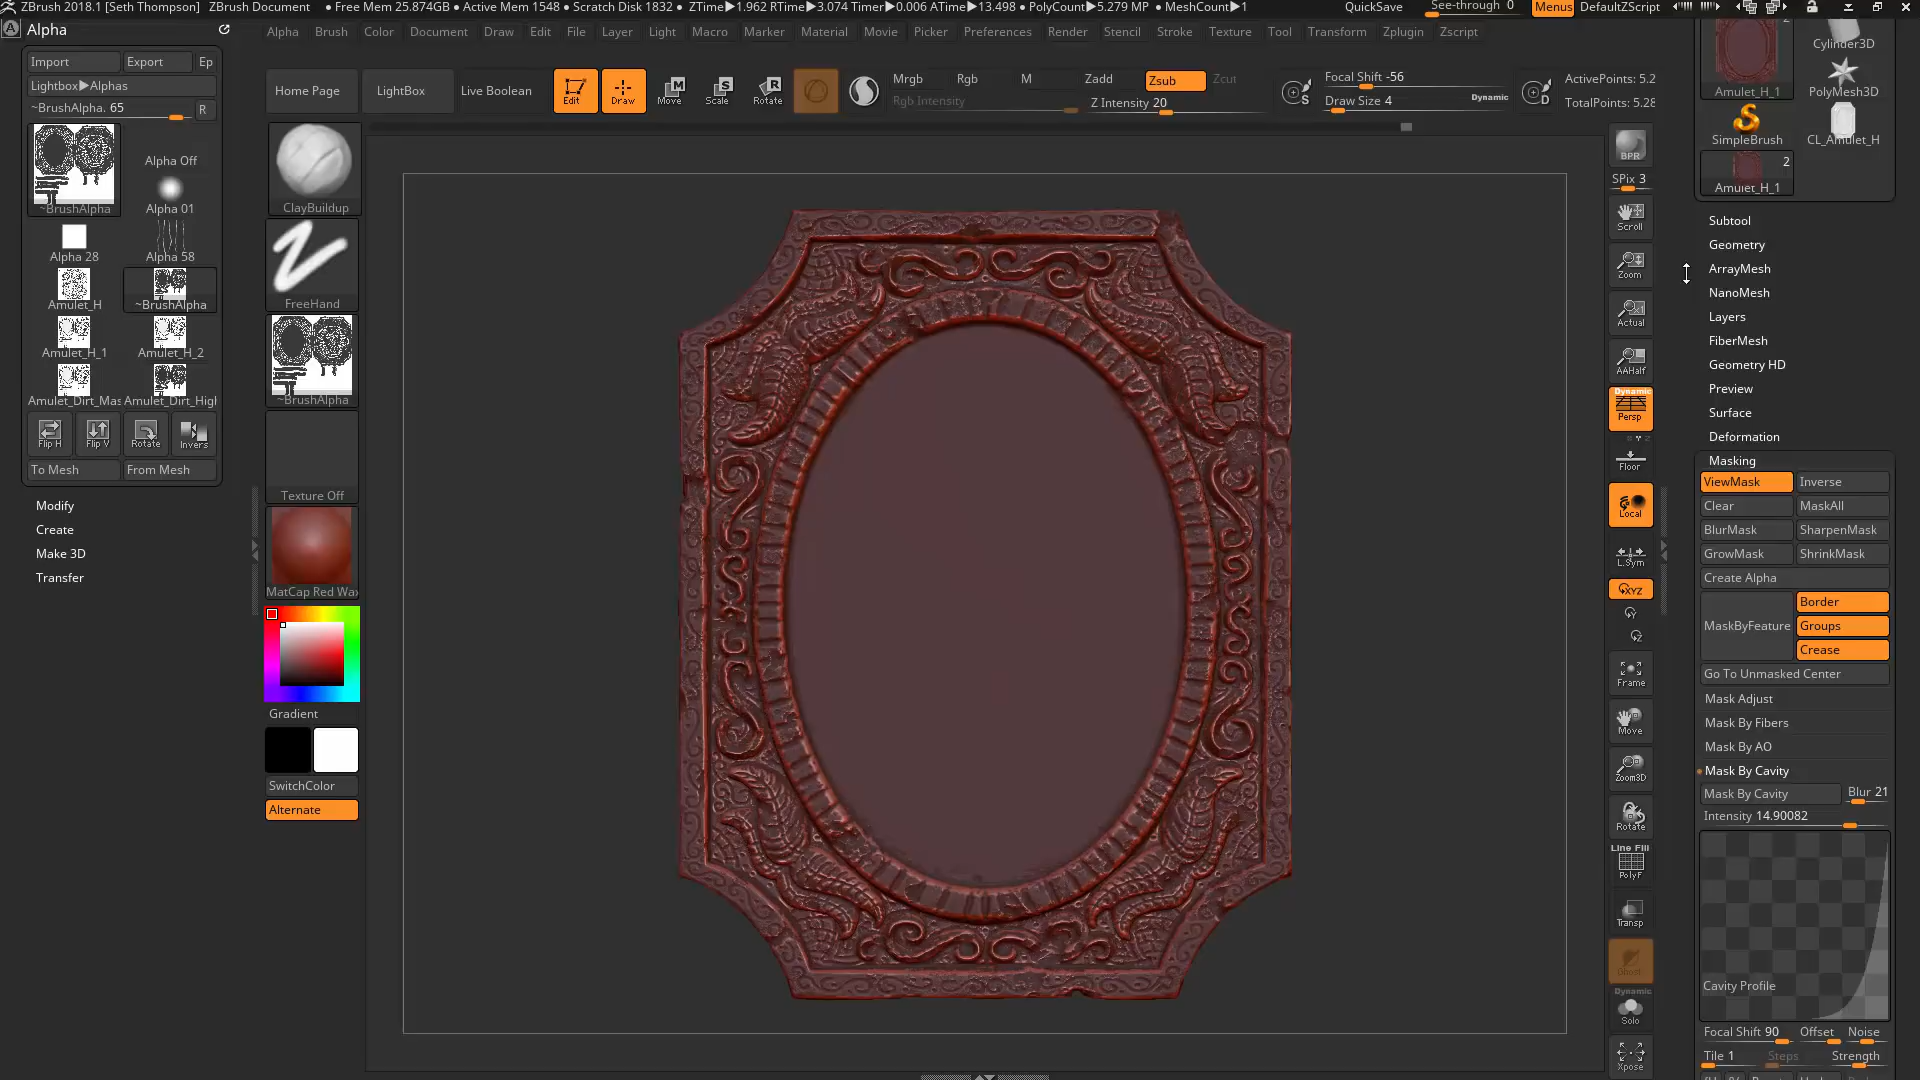 ZBrush 2018.1 [Seth Thompson] ZBrush Document • Free Mem 25.874GB • Active Mem 1548 • Scratch Disk 1832 • ZTime▶1.962 RTime▶3.074 Timer▶0.006 ATime▶13.498 • PolyCount▶5.279 MP • MeshCount▶1 QuickSave See-through 0 Menus DefaultZScript
Alpha
Alpha Brush Color Document Draw Edit File Layer Light Macro Marker Material Movie Picker Preferences Render Stencil Stroke Texture Tool Transform Zplugin Zscript
Import Export Ep
Lightbox▶Alphas
~BrushAlpha. 65 R
~BrushAlpha
Alpha Off
Alpha 01
Alpha 28 Alpha 58
Amulet_H ~BrushAlpha
Amulet_H_1 Amulet_H_2
Amulet_Dirt_Mas Amulet_Dirt_High
Flip H Flip V Rotate Invers
To Mesh From Mesh
Modify
Create
Make 3D
Transfer
Home Page LightBox Live Boolean
Edit Draw Move Scale Rotate
Mrgb Rgb M Zadd Zsub Zcut
Rgb Intensity Z Intensity 20
S
Focal Shift -56
Draw Size 4 Dynamic
D
ActivePoints: 5.2
TotalPoints: 5.28
ClayBuildup
FreeHand
~BrushAlpha
Texture Off
MatCap Red Wax
Gradient
SwitchColor
Alternate
BPR
SPix 3
Scroll
Zoom
Actual
AAHalf
Dynamic
Persp
Floor
Local
L.Sym
XYZ
Y
Z
Frame
Move
Zoom3D
Rotate
Line Fill
PolyF
Transp
Ghost
Dynamic
Solo
Xpose
2
Cylinder3D
Amulet_H_1 PolyMesh3D
SimpleBrush CL_Amulet_H
2
Amulet_H_1
Subtool
Geometry
ArrayMesh
NanoMesh
Layers
FiberMesh
Geometry HD
Preview
Surface
Deformation
Masking
ViewMask Inverse
Clear MaskAll
BlurMask SharpenMask
GrowMask ShrinkMask
Create Alpha
MaskByFeature
Border
Groups
Crease
Go To Unmasked Center
Mask Adjust
Mask By Fibers
Mask By AO
Mask By Cavity
Mask By Cavity Blur 21
Intensity 14.90082
Cavity Profile
Focal Shift 90 Offset Noise
Tile 1 Steps Strength